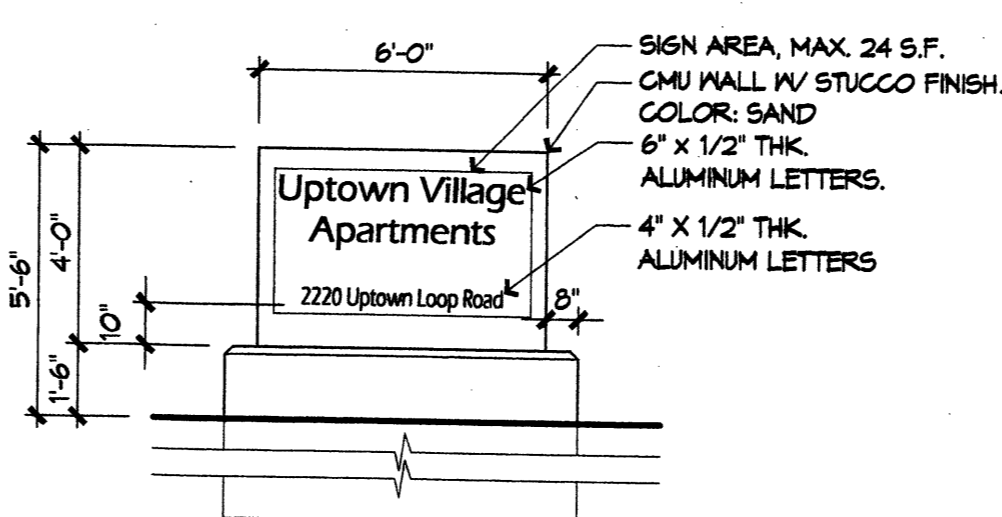 6'-0"
SIGN AREA, MAX. 24 S.F.
CMU WALL W/ STUCCO FINISH.
COLOR: SAND
6" X 1/2" THK.
ALUMINUM LETTERS.
4" X 1/2" THK.
ALUMINUM LETTERS
Uptown Village
Apartments
2220 Uptown Loop Road
8"
5'-6"
4'-0"
10"
1'-6"